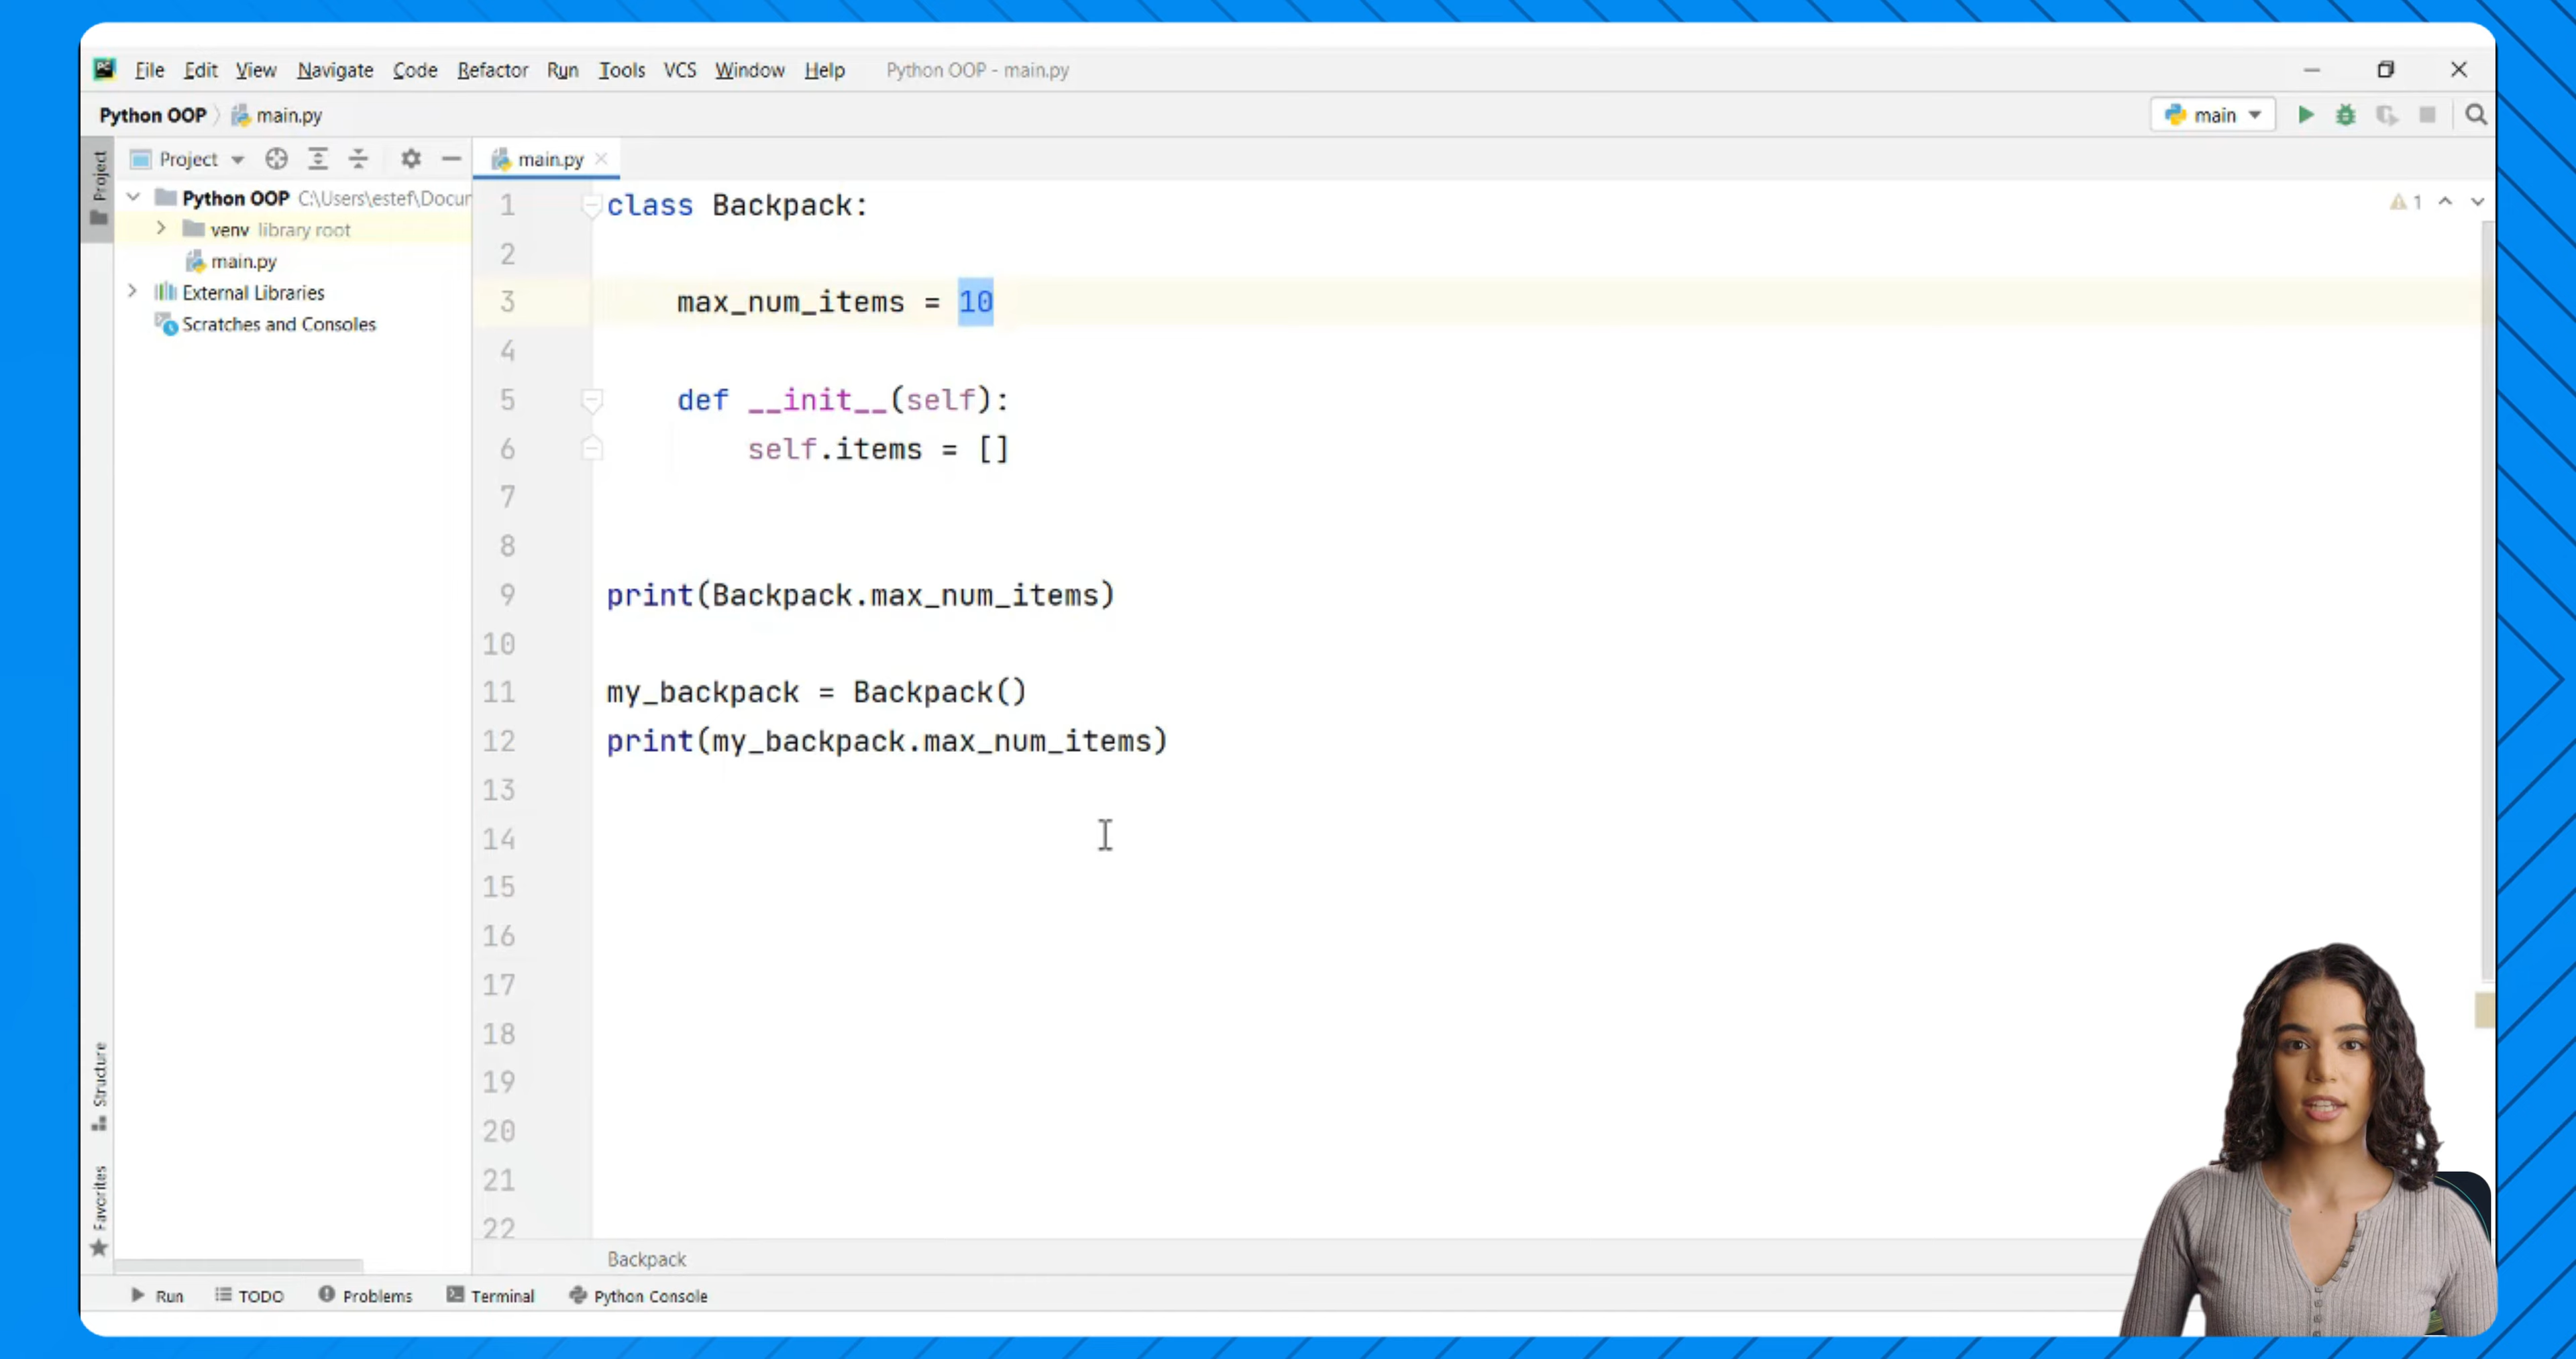 File Edit View Navigate Code Refactor Run Tools VCS Window Help Python OOP - main.py
Python OOP main.py main
Project
Project
main.py
Python OOP C:\Users\estef\Docur
venv library root
main.py
External Libraries
Scratches and Consoles
1 class Backpack:
2
3 max_num_items = 10
4
5 def __init__(self):
6 self.items = []
7
8
9 print(Backpack.max_num_items)
10
11 my_backpack = Backpack()
12 print(my_backpack.max_num_items)
13
14
15
16
17
18
19
20
21
22
1
Structure
Favorites
Backpack
Run TODO Problems Terminal Python Console